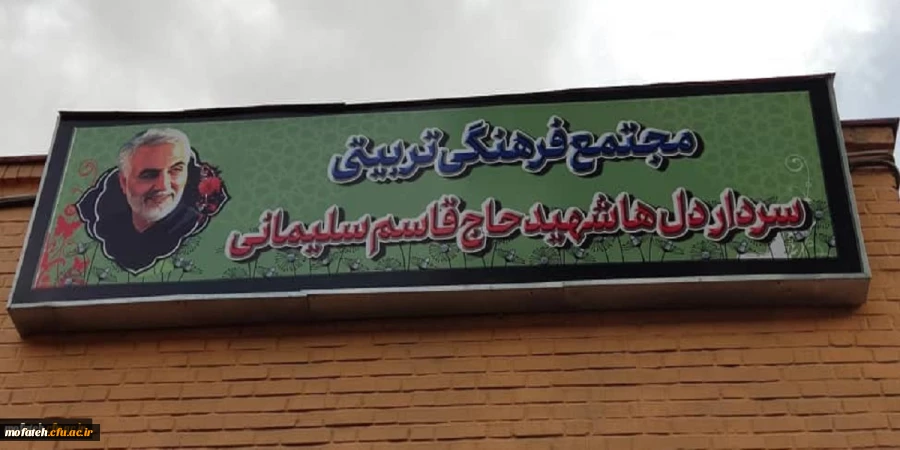 مجتمع فرهنگی تربیتی
سردار دل ها شهید حاج قاسم سلیمانی
mofateh.cfu.ac.ir